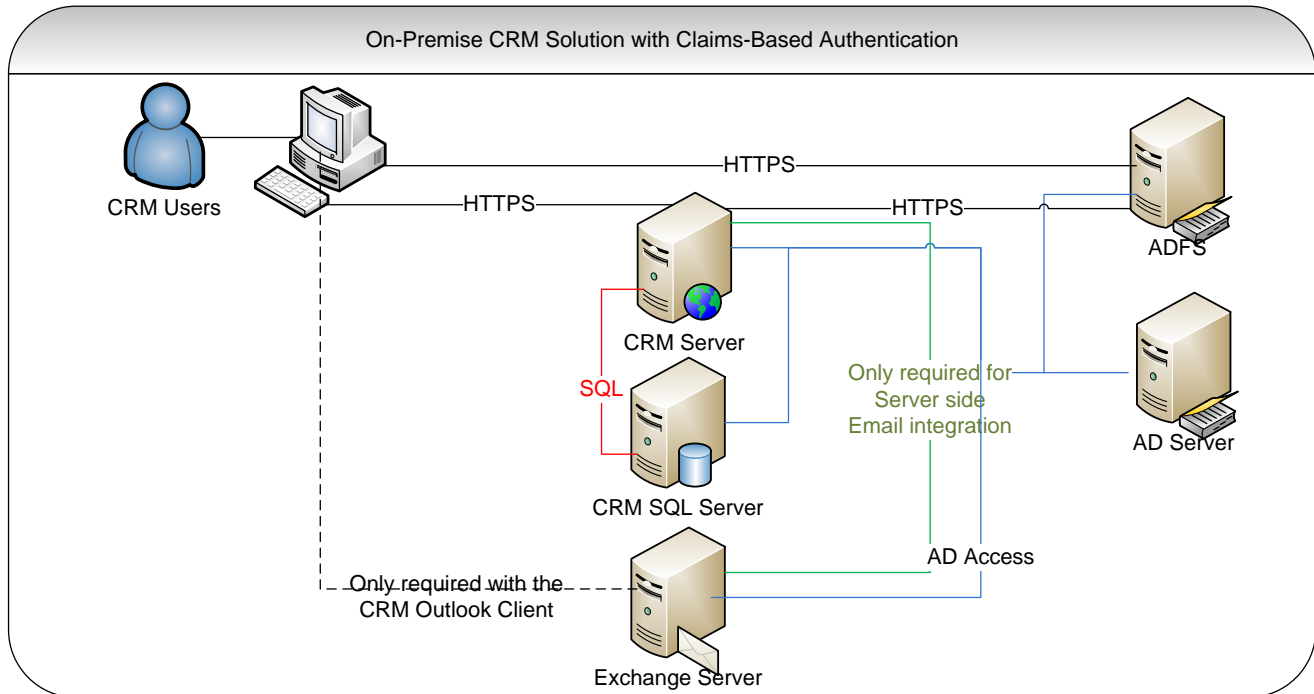 On-Premise CRM Solution with Claims-Based Authentication
HTTPS
CRM Users
HTTPS
HTTPS
ADFS
CRM Server
Only required for
Server side
Email integration
SQL
AD Server
CRM SQL Server
AD Access
Only required with the
CRM Outlook Client
Exchange Server